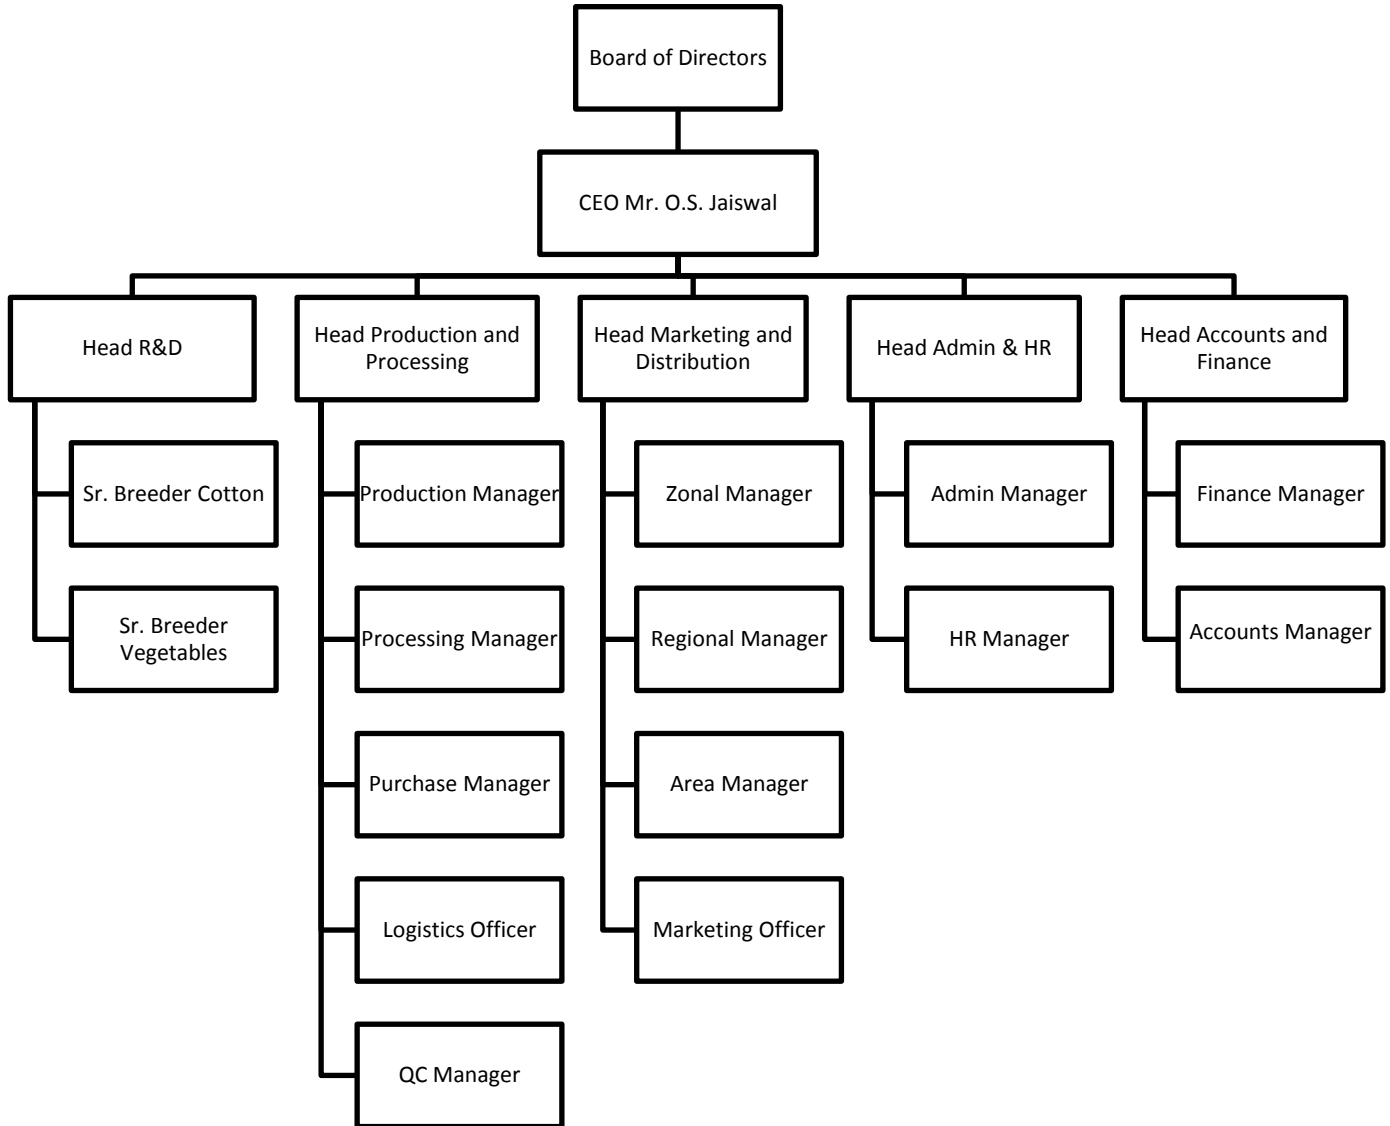 Board of Directors
CEO Mr. O.S. Jaiswal
Head R&D
Head Production and
Processing
Head Marketing and
Distribution
Head Admin & HR
Head Accounts and
Finance
Sr. Breeder Cotton
Production Manager
Zonal Manager
Admin Manager
Finance Manager
Sr. Breeder
Vegetables
Processing Manager
Regional Manager
HR Manager
Accounts Manager
Purchase Manager
Area Manager
Logistics Officer
Marketing Officer
QC Manager